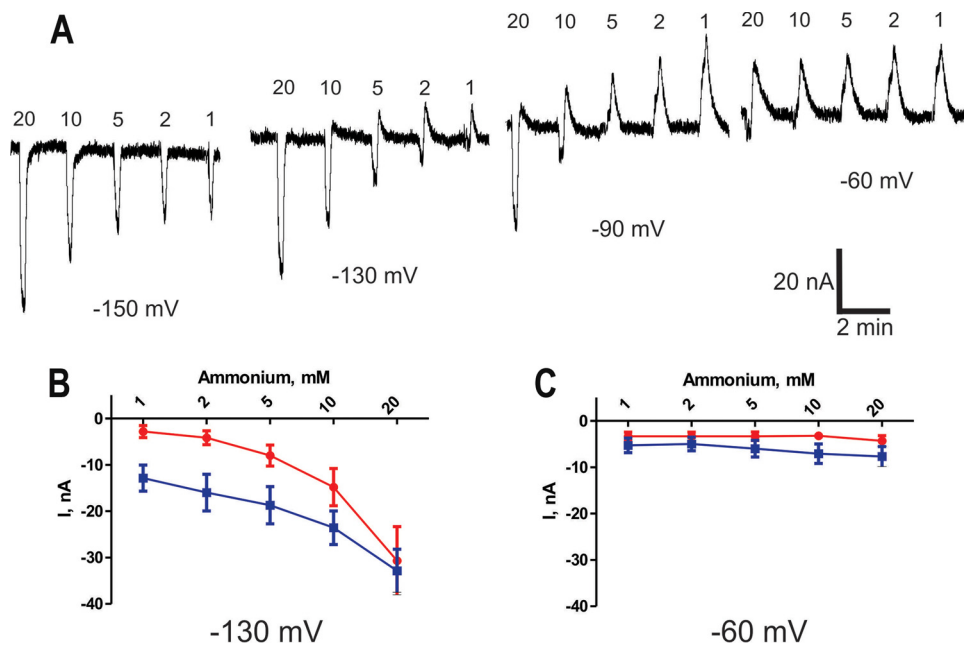 A
20 10 5 2 1
-150 mV
20 10 5 2 1
-130 mV
20 10 5 2 1
-90 mV
20 10 5 2 1
-60 mV
20 nA
2 min
B
Ammonium, mM
1 2 5 10 20
0
-10
-20
-30
-40
I, nA
-130 mV
C
Ammonium, mM
1 2 5 10 20
0
-10
-20
-30
-40
I, nA
-60 mV